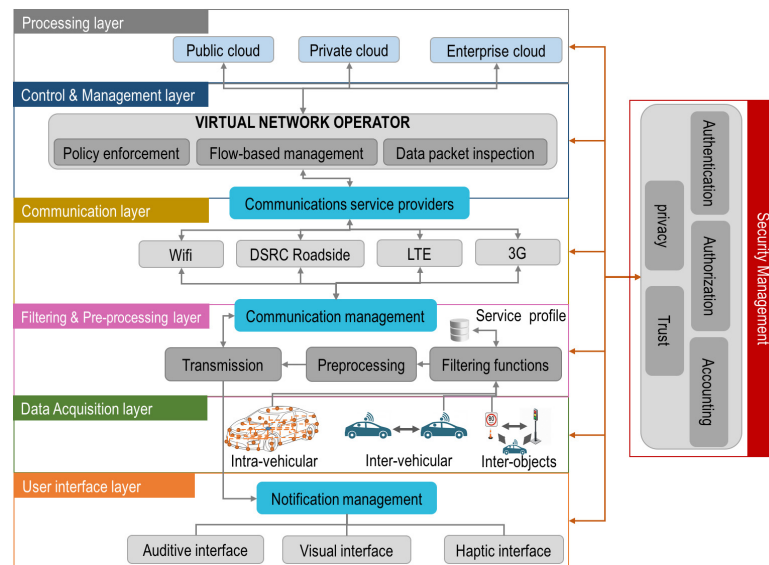 Processing layer
Public cloud
Private cloud
Enterprise cloud
Control & Management layer
VIRTUAL NETWORK OPERATOR
Policy enforcement
Flow-based management
Data packet inspection
Communications service providers
Communication layer
Wifi
DSRC Roadside
LTE
3G
Filtering & Pre-processing layer
Communication management
Service profile
Transmission
Preprocessing
Filtering functions
Data Acquisition layer
Intra-vehicular
Inter-vehicular
Inter-objects
User interface layer
Notification management
Auditive interface
Visual interface
Haptic interface
Authentication
privacy
Authorization
Trust
Accounting
Security Management